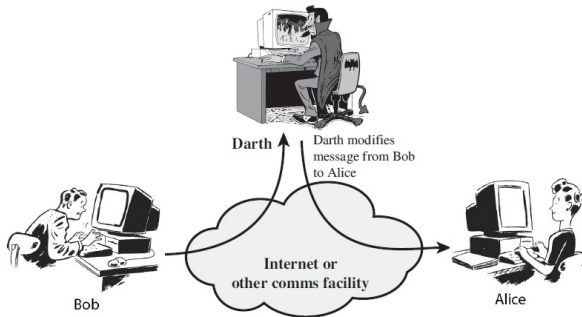 Darth
Darth modifies
message from Bob
to Alice
Internet or
other comms facility
Bob
Alice